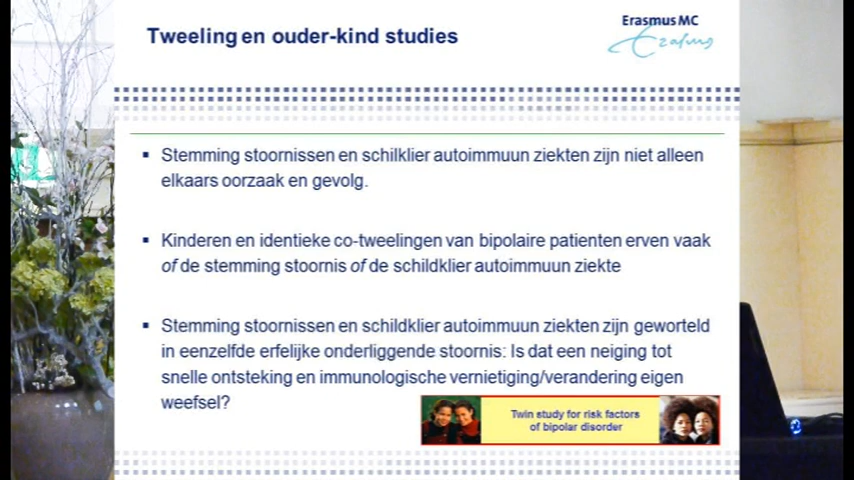 Tweeling en ouder-kind studies
Erasmus MC
Erasmus
Stemming stoornissen en schilklier autoimmuun ziekten zijn niet alleen
elkaars oorzaak en gevolg.
Kinderen en identieke co-tweelingen van bipolaire patienten erven vaak
of de stemming stoornis of de schildklier autoimmuun ziekte
Stemming stoornissen en schildklier autoimmuun ziekten zijn geworteld
in eenzelfde erfelijke onderliggende stoornis: Is dat een neiging tot
snelle ontsteking en immunologische vernietiging/verandering eigen
weefsel?
Twin study for risk factors
of bipolar disorder